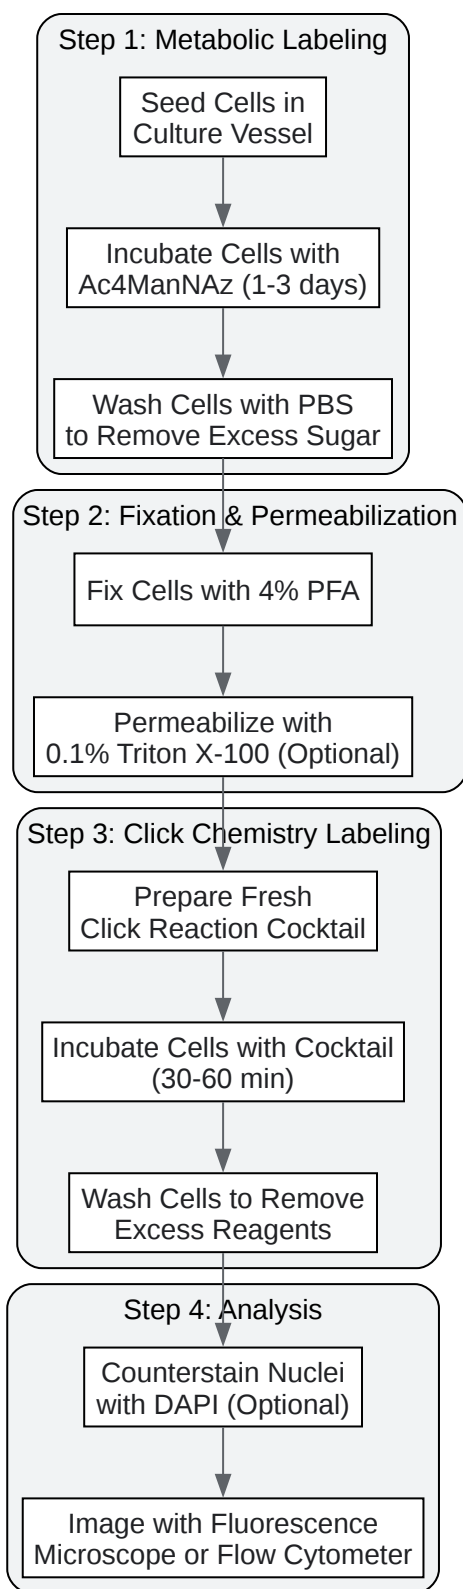 Step 1: Metabolic Labeling
Seed Cells in
Culture Vessel
Incubate Cells with
Ac4ManNAz (1-3 days)
Wash Cells with PBS
to Remove Excess Sugar
Step 2: Fixation & Permeabilization
Fix Cells with 4% PFA
Permeabilize with
0.1% Triton X-100 (Optional)
Step 3: Click Chemistry Labeling
Prepare Fresh
Click Reaction Cocktail
Incubate Cells with Cocktail
(30-60 min)
Wash Cells to Remove
Excess Reagents
Step 4: Analysis
Counterstain Nuclei
with DAPI (Optional)
Image with Fluorescence
Microscope or Flow Cytometer